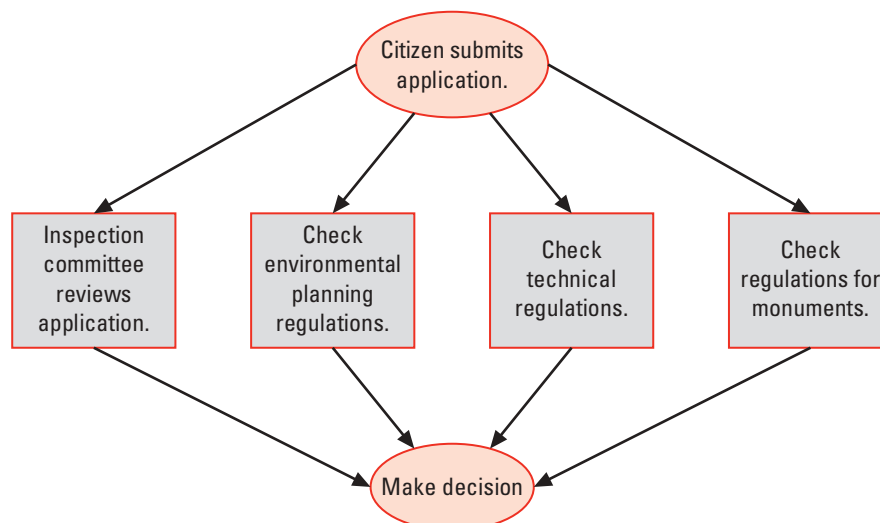 Citizen submits
application.
Inspection
committee
reviews
application.
Check
environmental
planning
regulations.
Check
technical
regulations.
Check
regulations for
monuments.
Make decision